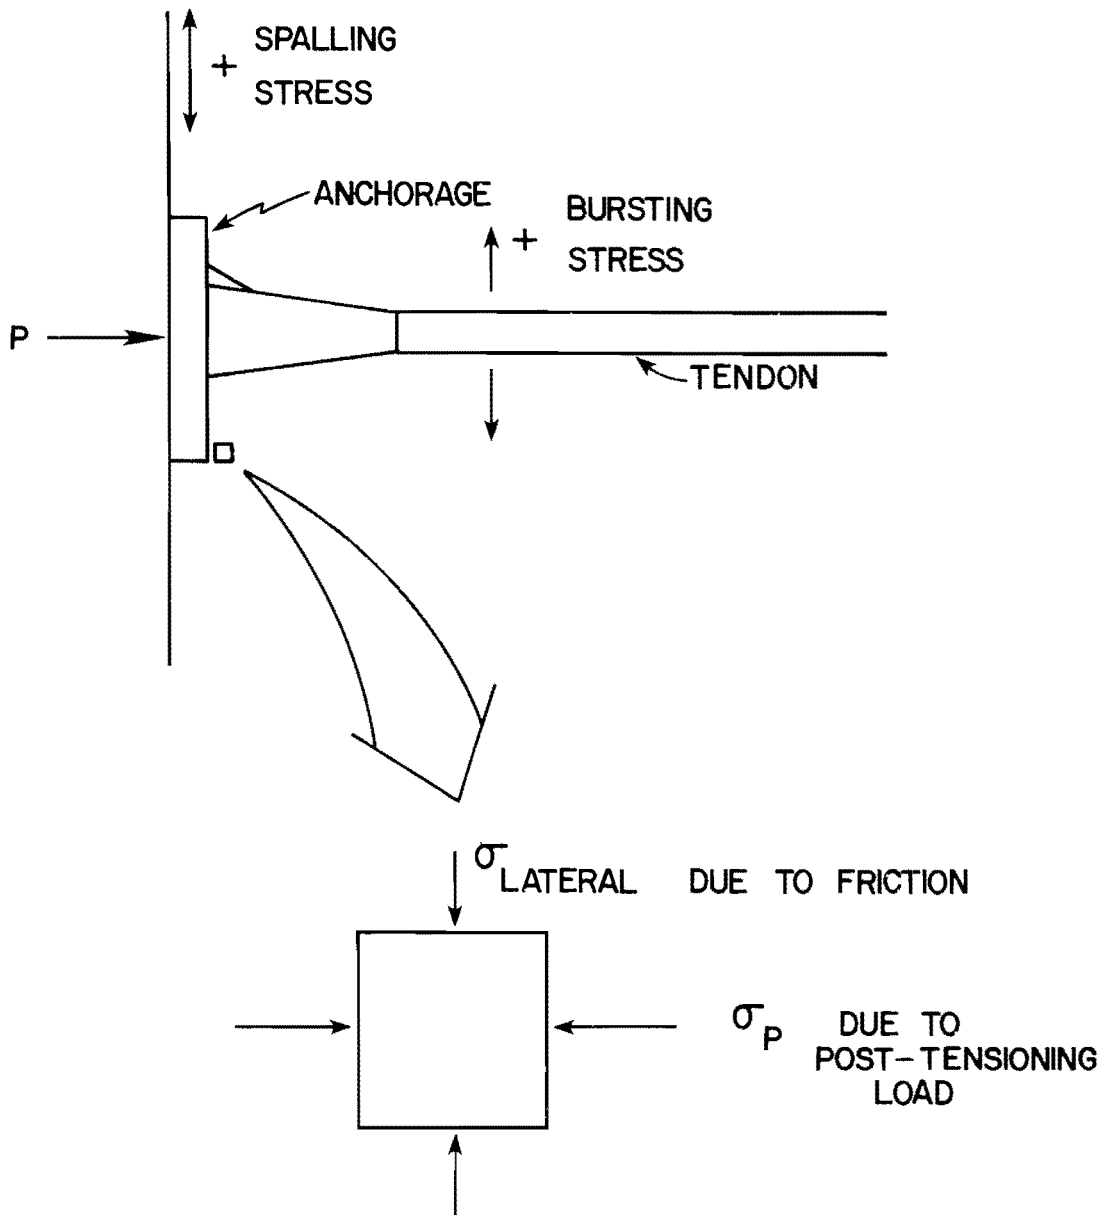 + SPALLING
STRESS
ANCHORAGE
+ BURSTING
STRESS
P
TENDON
σ LATERAL DUE TO FRICTION
σ P DUE TO
POST-TENSIONING
LOAD